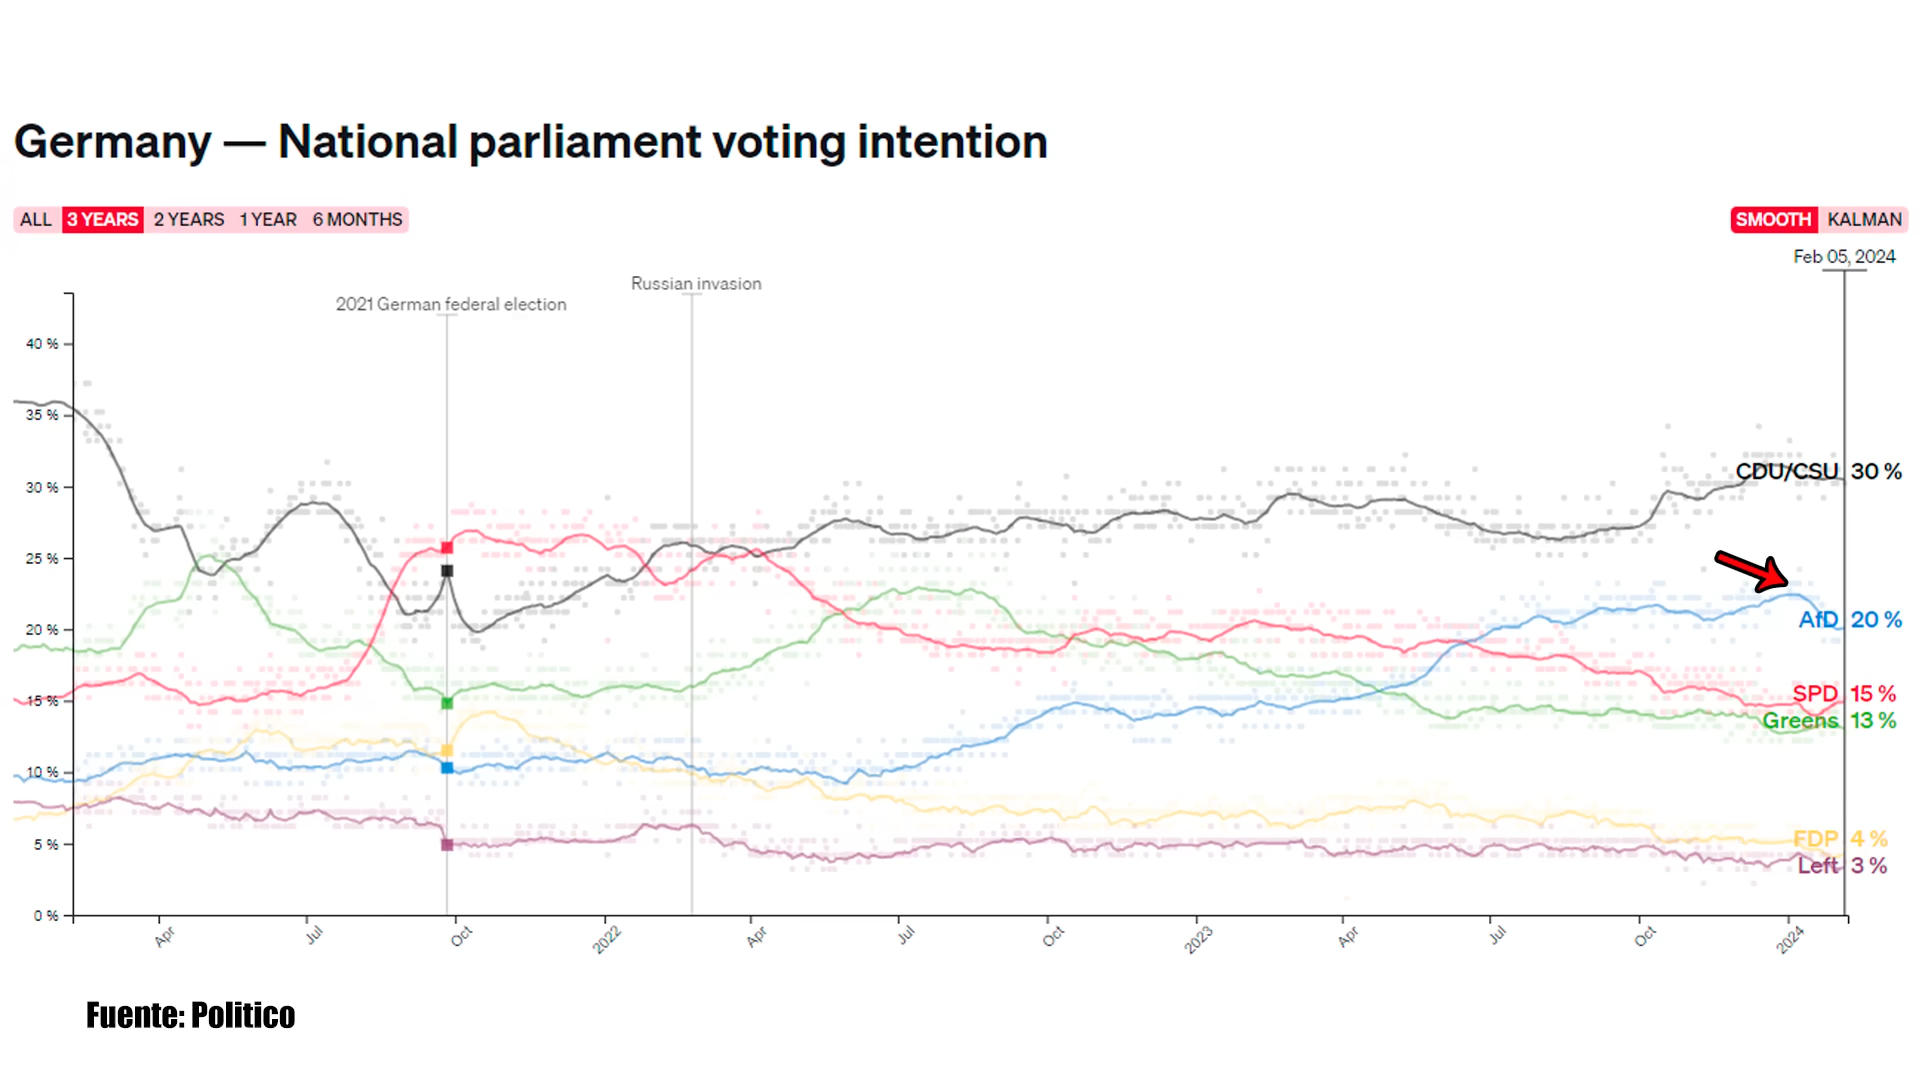 Germany — National parliament voting intention
ALL 3 YEARS 2 YEARS 1 YEAR 6 MONTHS
SMOOTH KALMAN
Feb 05, 2024
Russian invasion
2021 German federal election
40 %
35 %
30 %
25 %
20 %
15 %
10 %
5 %
0 %
CDU/CSU 30 %
AfD 20 %
SPD 15 %
Greens 13 %
FDP 4 %
Left 3 %
Apr Jul Oct 2022 Apr Jul Oct 2023 Apr Jul Oct 2024
Fuente: Politico